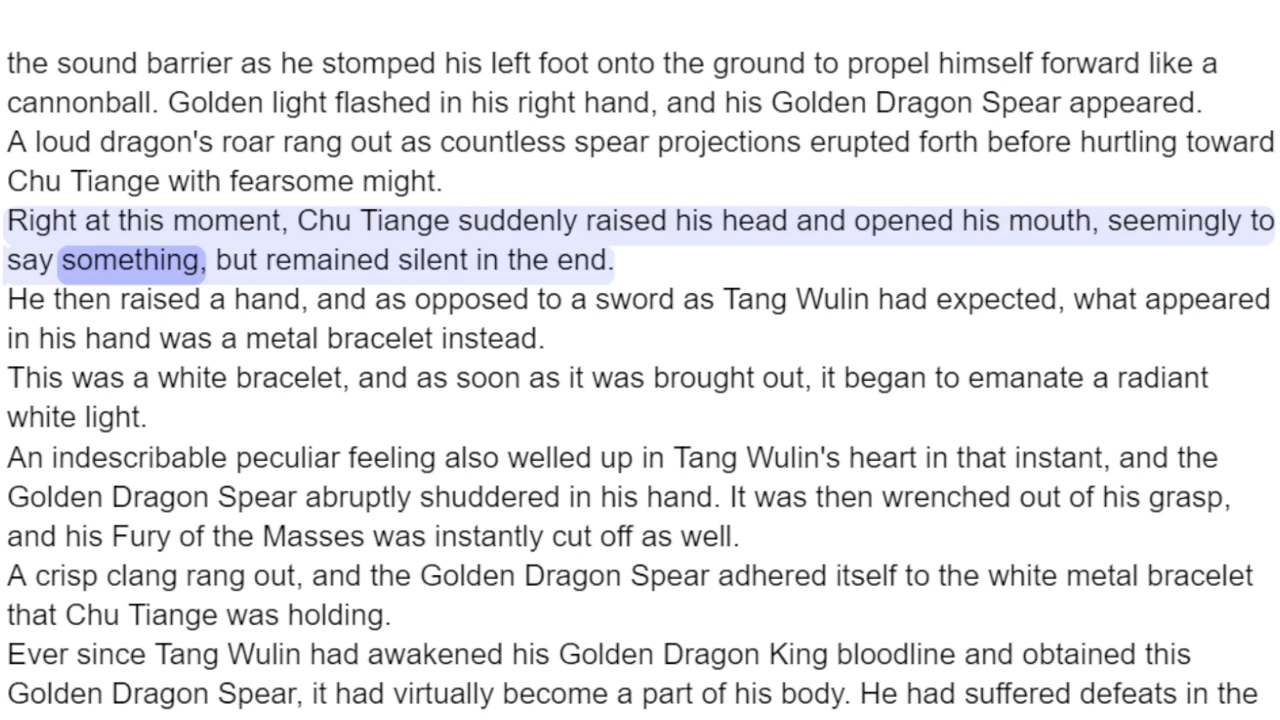 the sound barrier as he stomped his left foot onto the ground to propel himself forward like a
cannonball. Golden light flashed in his right hand, and his Golden Dragon Spear appeared.
A loud dragon's roar rang out as countless spear projections erupted forth before hurtling toward
Chu Tiange with fearsome might.
Right at this moment, Chu Tiange suddenly raised his head and opened his mouth, seemingly to
say something, but remained silent in the end.
He then raised a hand, and as opposed to a sword as Tang Wulin had expected, what appeared
in his hand was a metal bracelet instead.
This was a white bracelet, and as soon as it was brought out, it began to emanate a radiant
white light.
An indescribable peculiar feeling also welled up in Tang Wulin's heart in that instant, and the
Golden Dragon Spear abruptly shuddered in his hand. It was then wrenched out of his grasp,
and his Fury of the Masses was instantly cut off as well.
A crisp clang rang out, and the Golden Dragon Spear adhered itself to the white metal bracelet
that Chu Tiange was holding.
Ever since Tang Wulin had awakened his Golden Dragon King bloodline and obtained this
Golden Dragon Spear, it had virtually become a part of his body. He had suffered defeats in the